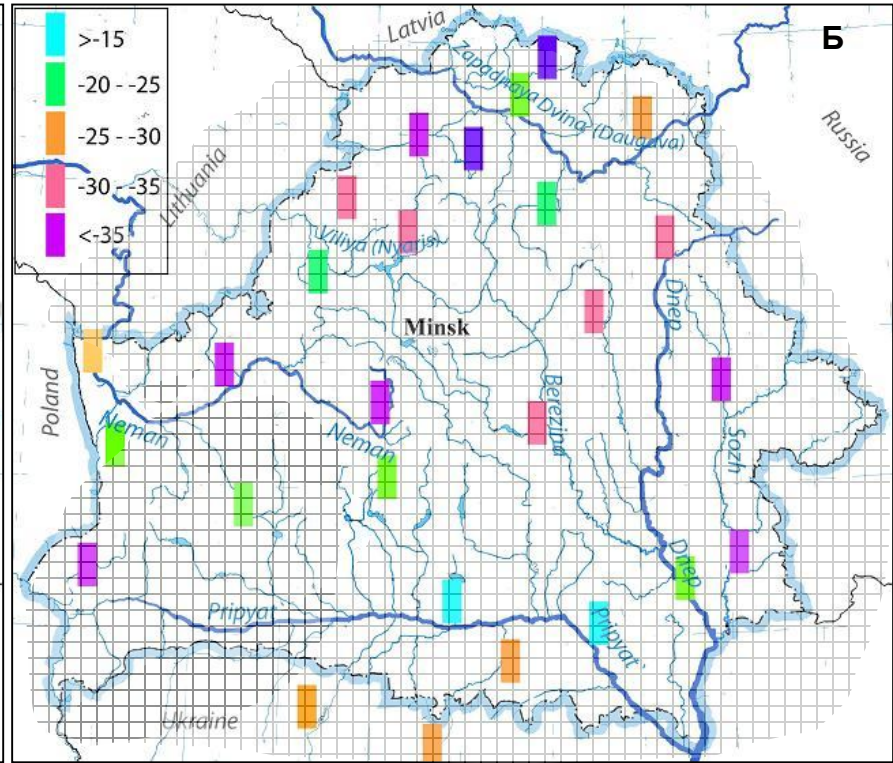 >-15
-20 - -25
-25 - -30
-30 - -35
<-35
Б
Latvia
Zapadnaya Dvina (Daugava)
Russia
Lithuania
Viliya (Nyaris)
Minsk
Dnep
Poland
Neman
Neman
Berezina
Sozh
Dnep
Pripyat
Pripyat'
Ukraine